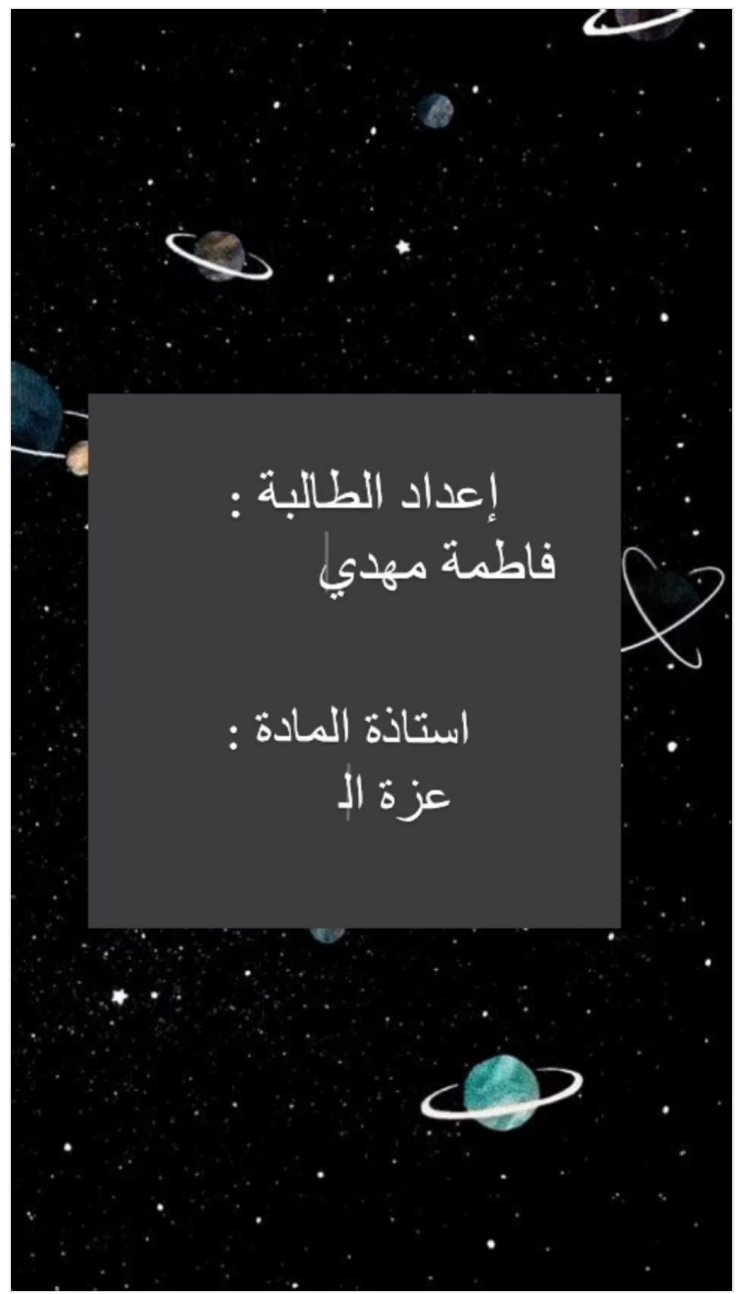 إعداد الطالبة :
فاطمة مهدي
استاذة المادة :
عزة الـ